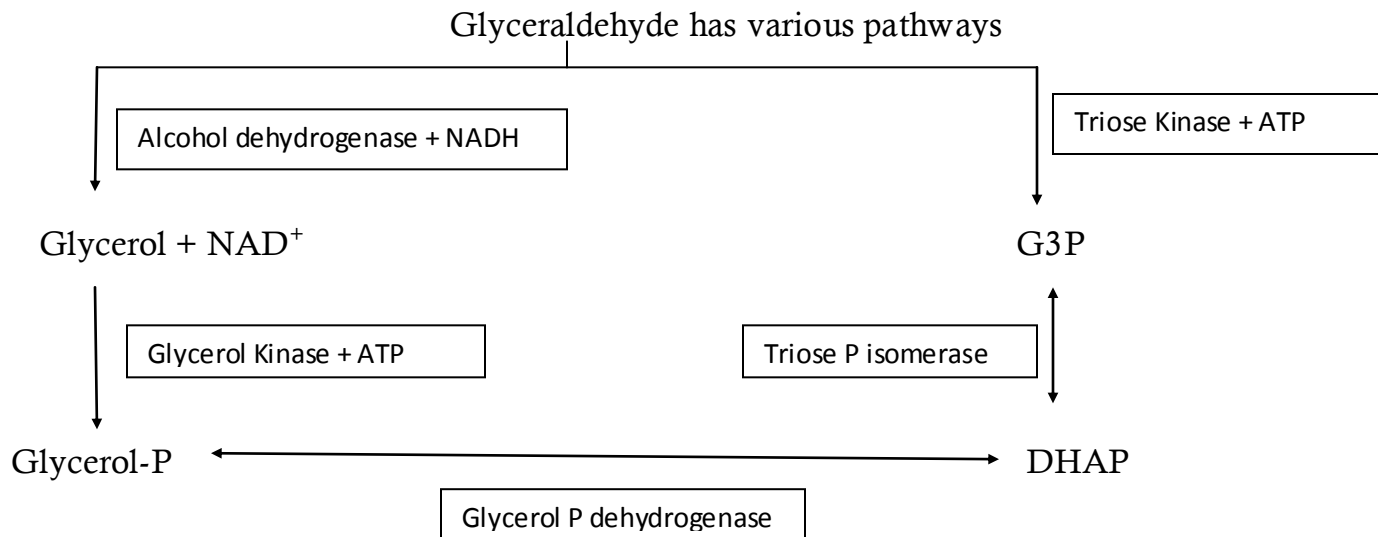 Glyceraldehyde has various pathways
Alcohol dehydrogenase + NADH
Triose Kinase + ATP
Glycerol + NAD⁺
G3P
Glycerol Kinase + ATP
Triose P isomerase
Glycerol-P
DHAP
Glycerol P dehydrogenase